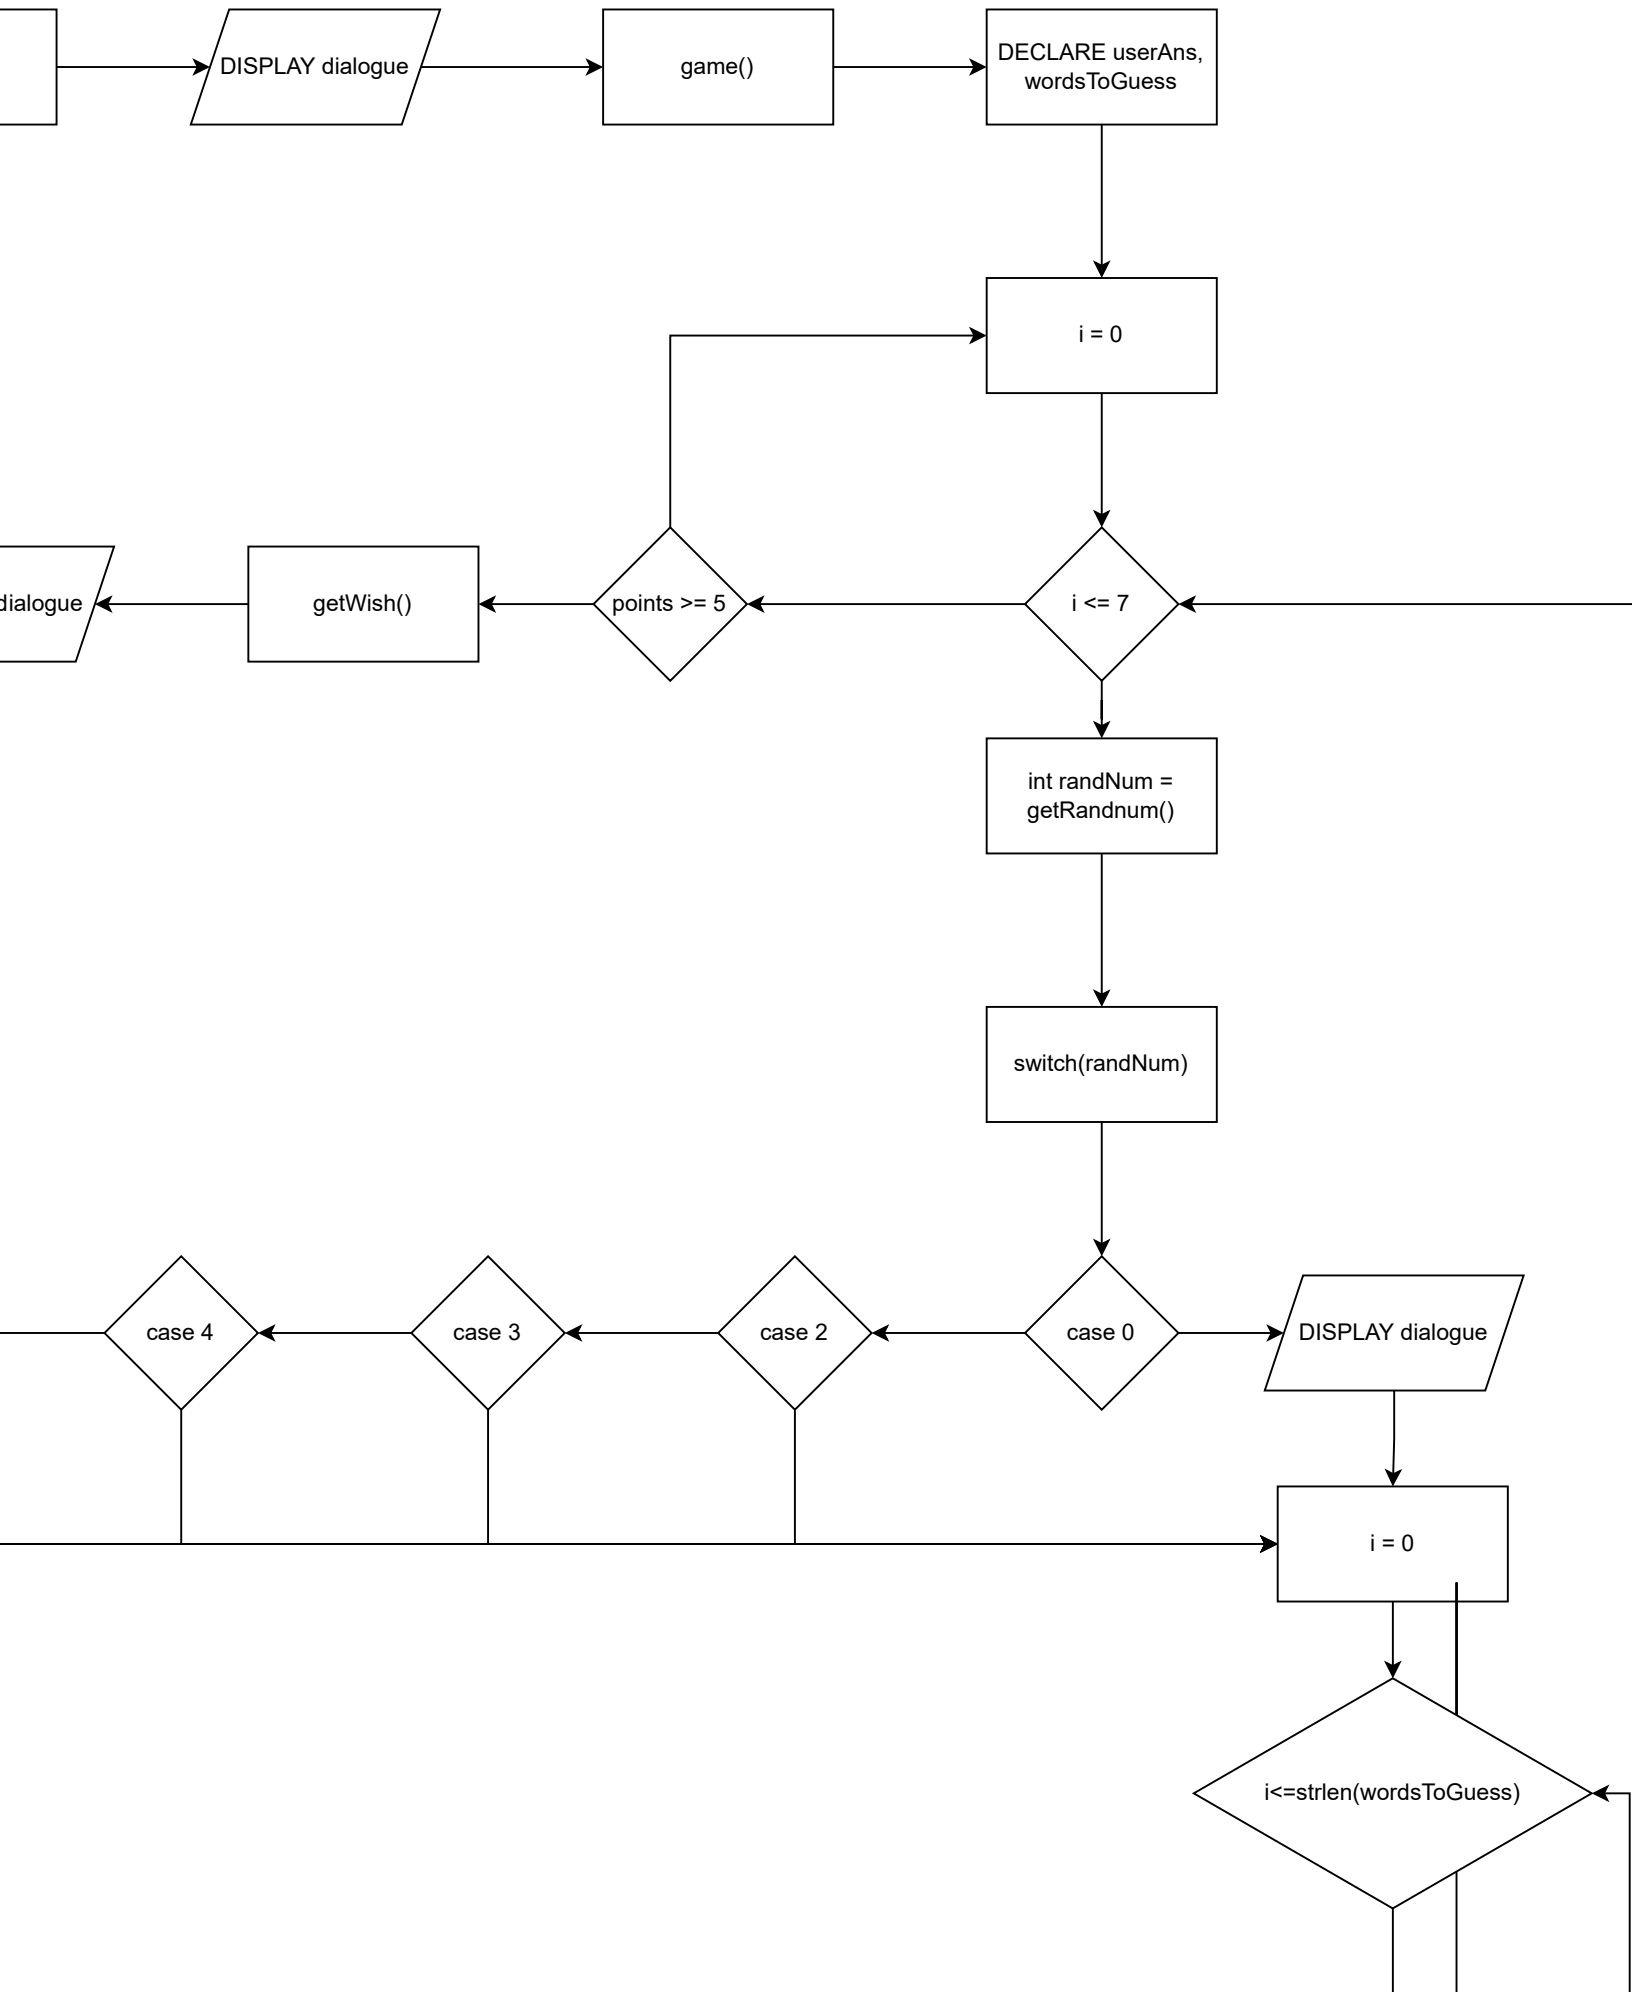 DISPLAY dialogue
game()
DECLARE userAns,
wordsToGuess
i = 0
dialogue
getWish()
points >= 5
i <= 7
int randNum =
getRandnum()
switch(randNum)
case 4
case 3
case 2
case 0
DISPLAY dialogue
i = 0
i<=strlen(wordsToGuess)